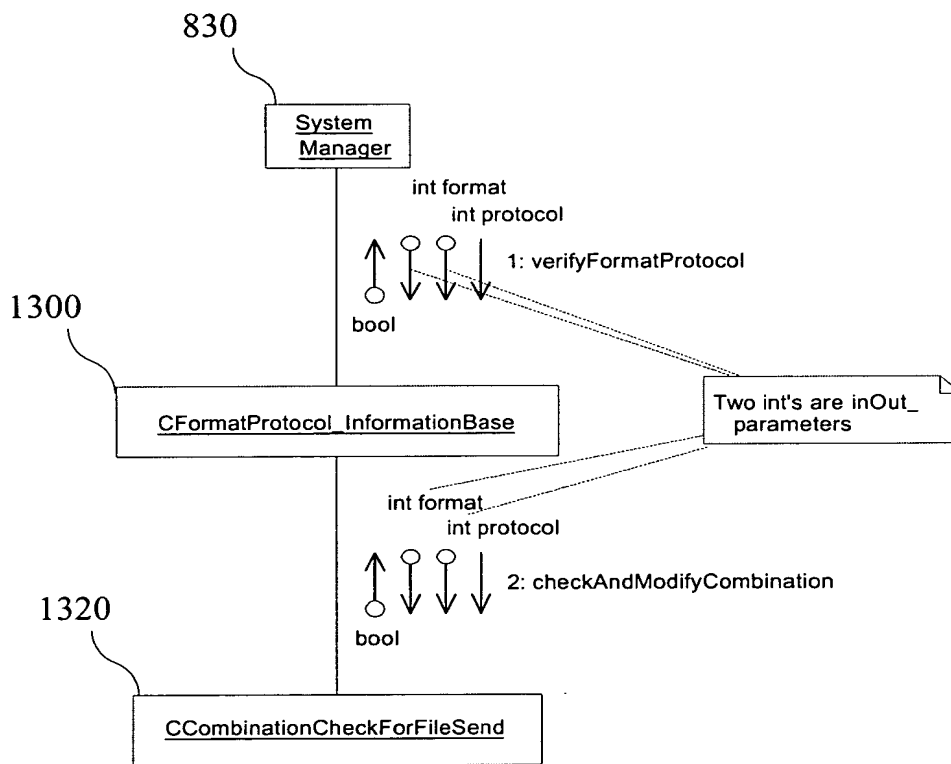 830
System
Manager
int format
int protocol
1: verifyFormatProtocol
bool
1300
CFormatProtocol_InformationBase
Two int's are inOut_
parameters
int format
int protocol
2: checkAndModifyCombination
bool
1320
CCombinationCheckForFileSend